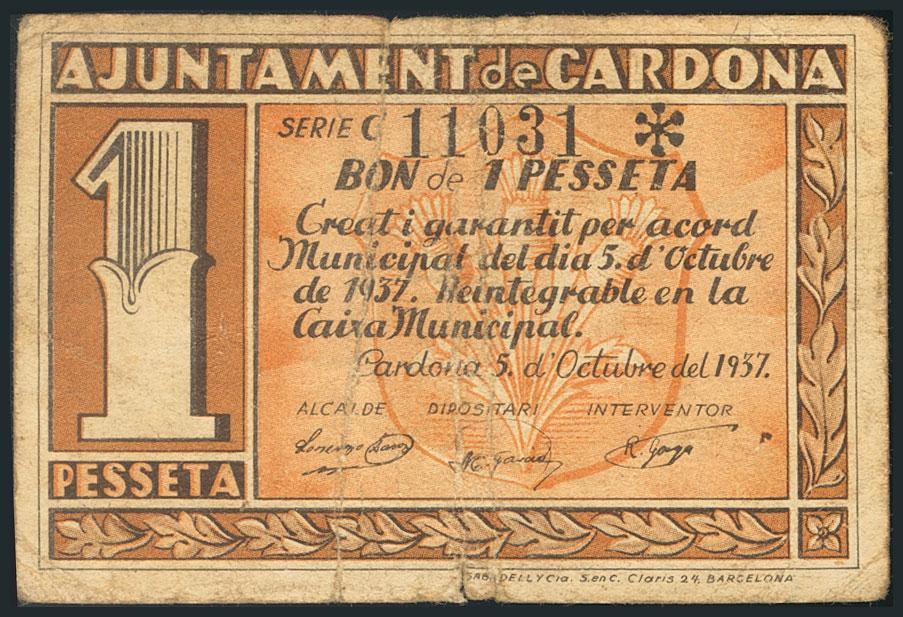 AJUNTAMENT de CARDONA
1
PESSETA
SERIE C 11031
BON de 1 PESSETA
Creat i garantit per acord
Municipal del dia 5. d'Octubre
de 1937. Reintegrable en la
Caixa Municipal.
Cardona 5. d'Octubre del 1937.
ALCALDE DIPOSITARI INTERVENTOR
R. Gorga
DELL Y Cia. S. en C. Claris 24, BARCELONA